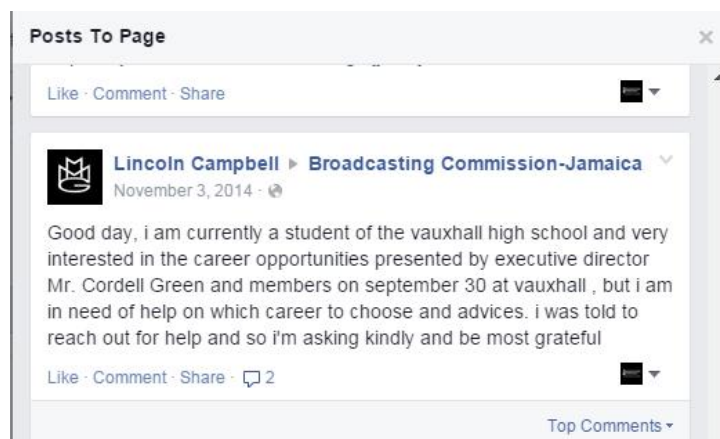 Posts To Page
Like · Comment · Share
Lincoln Campbell ▸ Broadcasting Commission-Jamaica
November 3, 2014 ·
Good day, i am currently a student of the vauxhall high school and very
interested in the career opportunities presented by executive director
Mr. Cordell Green and members on september 30 at vauxhall , but i am
in need of help on which career to choose and advices. i was told to
reach out for help and so i'm asking kindly and be most grateful
Like · Comment · Share · 2
Top Comments